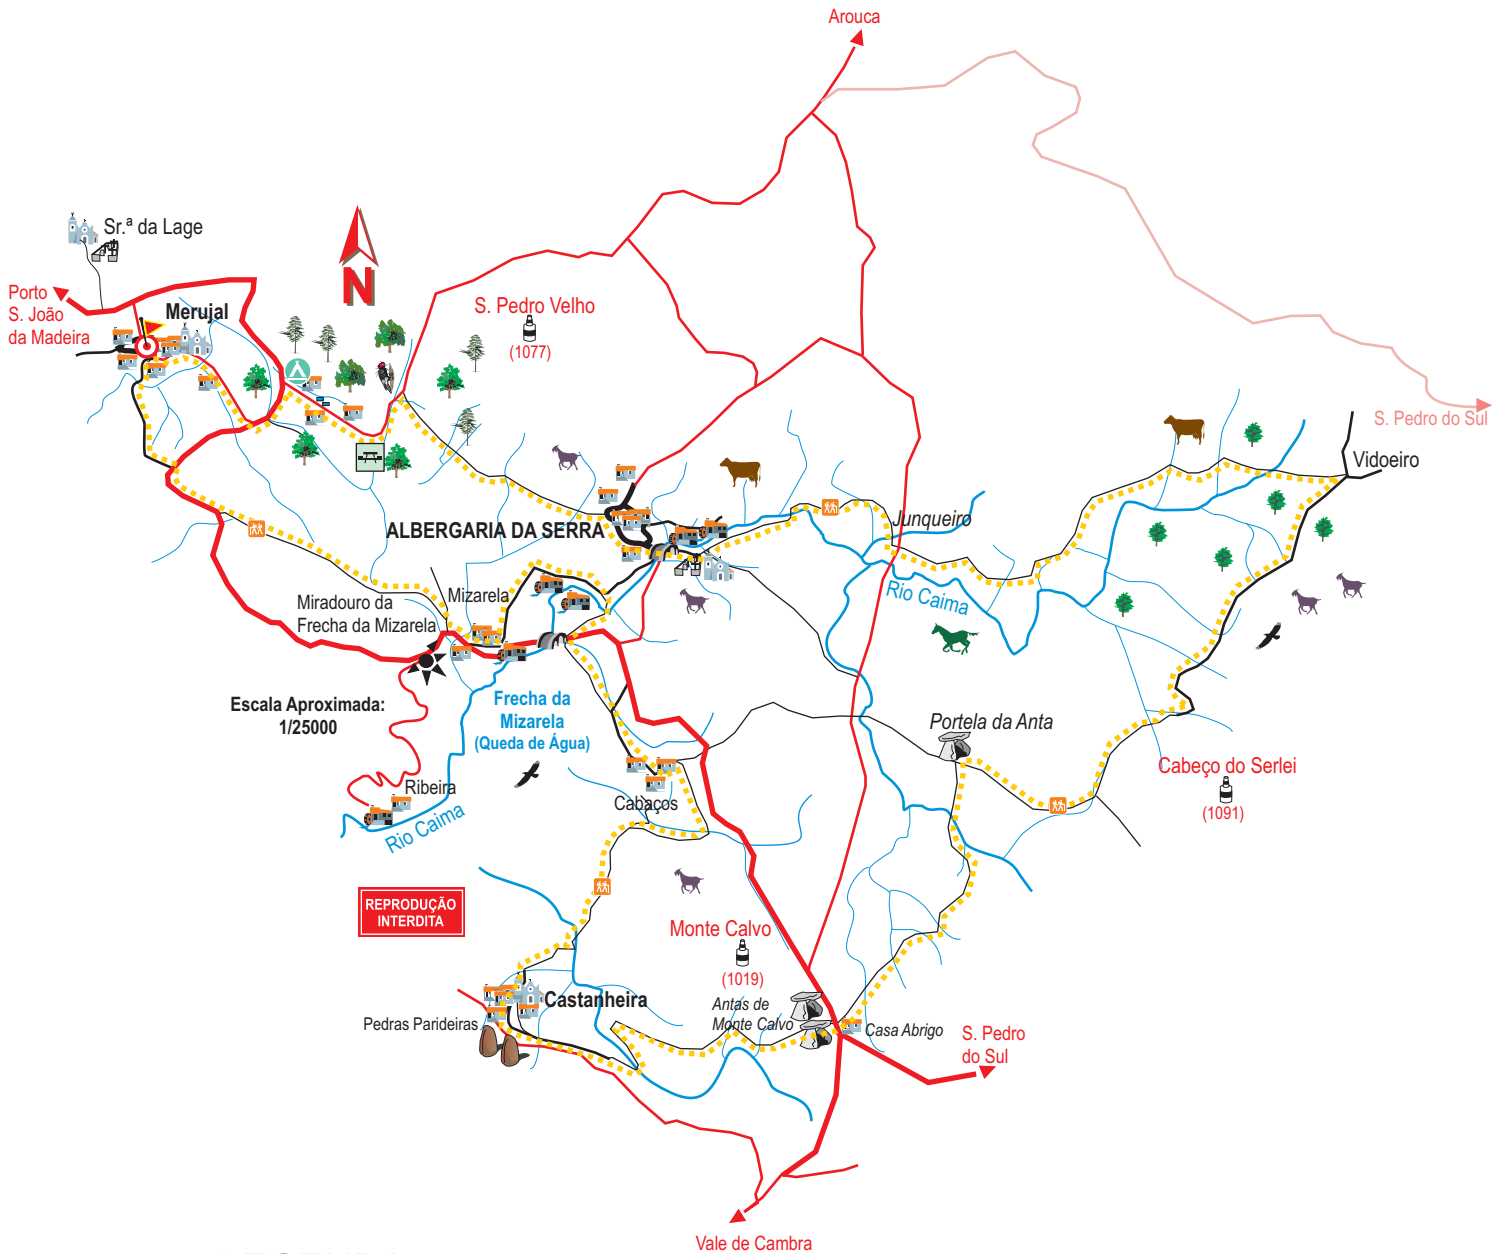 Arouca
Sr.ª da Lage
Porto
S. João
da Madeira
Merujal
N
S. Pedro Velho
(1077)
S. Pedro do Sul
Vidoeiro
ALBERGARIA DA SERRA
Junqueiro
Rio Caima
Mizarela
Miradouro da
Frecha da Mizarela
Escala Aproximada:
1/25000
Frecha da
Mizarela
(Queda de Água)
Portela da Anta
Cabeço do Serlei
(1091)
Ribeira
Rio Caima
Cabaços
REPRODUÇÃO
INTERDITA
Monte Calvo
(1019)
Castanheira
Antas de
Monte Calvo
Pedras Parideiras
Casa Abrigo
S. Pedro
do Sul
Vale de Cambra